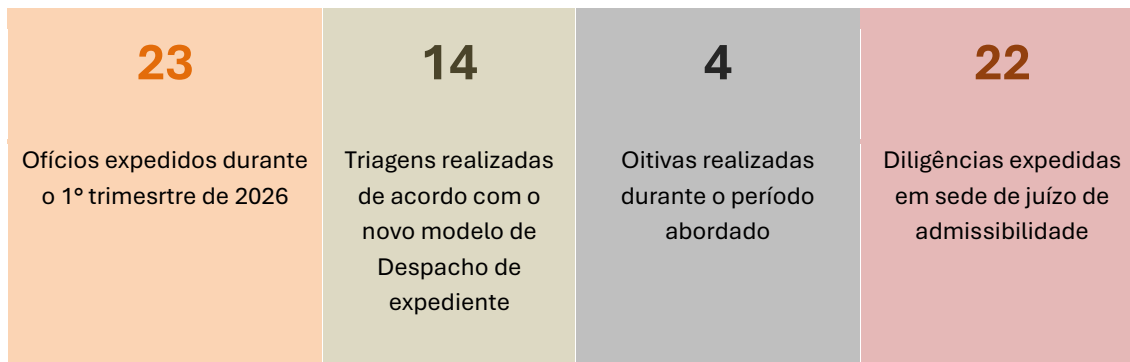 23
Ofícios expedidos durante
o 1° trimesrtre de 2026
14
Triagens realizadas
de acordo com o
novo modelo de
Despacho de
expediente
4
Oitivas realizadas
durante o período
abordado
22
Diligências expedidas
em sede de juízo de
admissibilidade